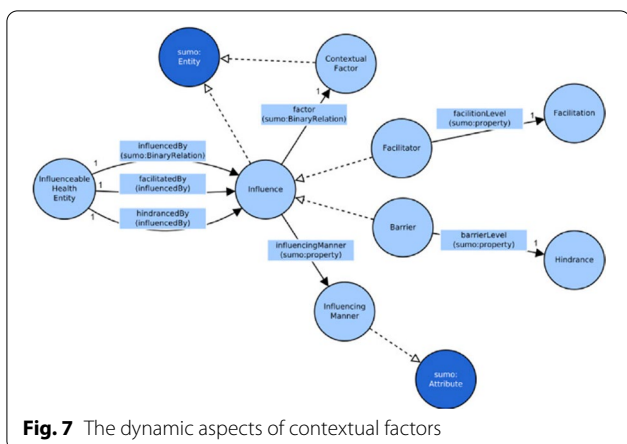 sumo:
Entity
Contextual
Factor
factor
(sumo:BinaryRelation)
1
facilitionLevel
(sumo:property)
1
Facilitation
Facilitator
influencedBy
(sumo:BinaryRelation)
1
facilitatedBy
(influencedBy)
1
hindrancedBy
(influencedBy)
1
Influenceable
Health
Entity
Influence
Barrier
barrierLevel
(sumo:property)
1
Hindrance
influencingManner
(sumo:property)
Influencing
Manner
sumo:
Attribute
Fig. 7 The dynamic aspects of contextual factors